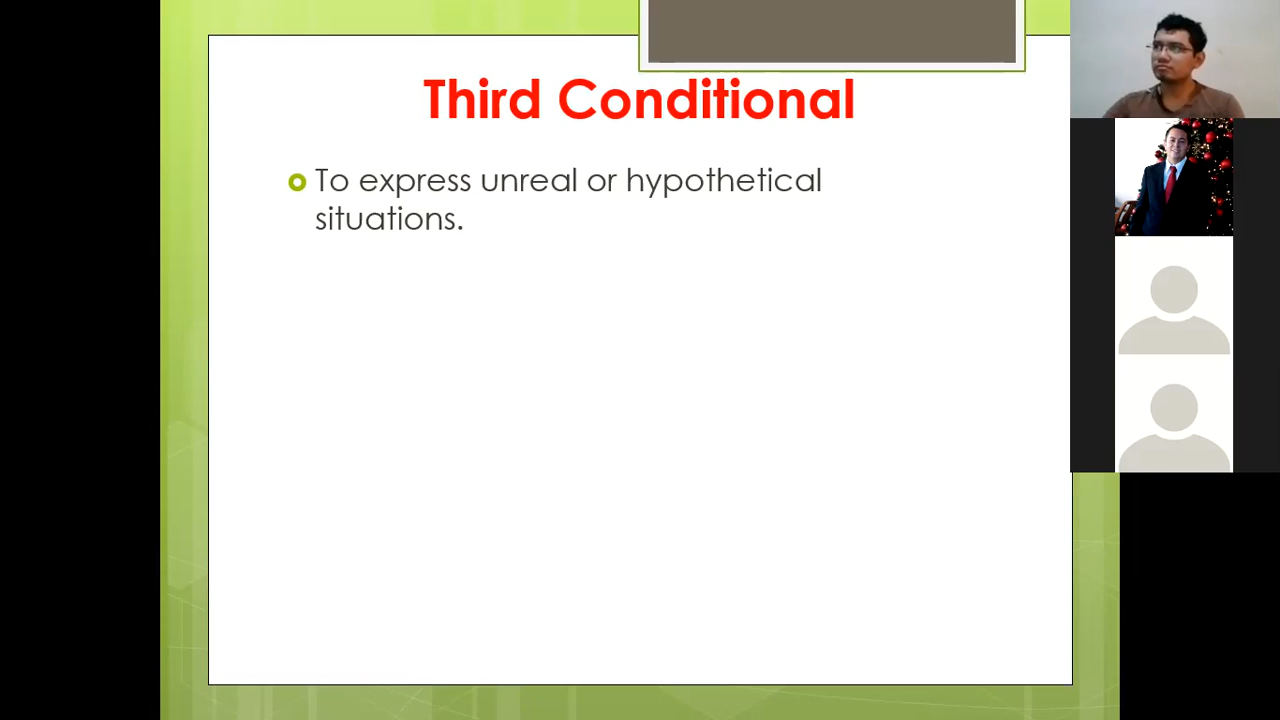 Third Conditional
To express unreal or hypothetical
situations.